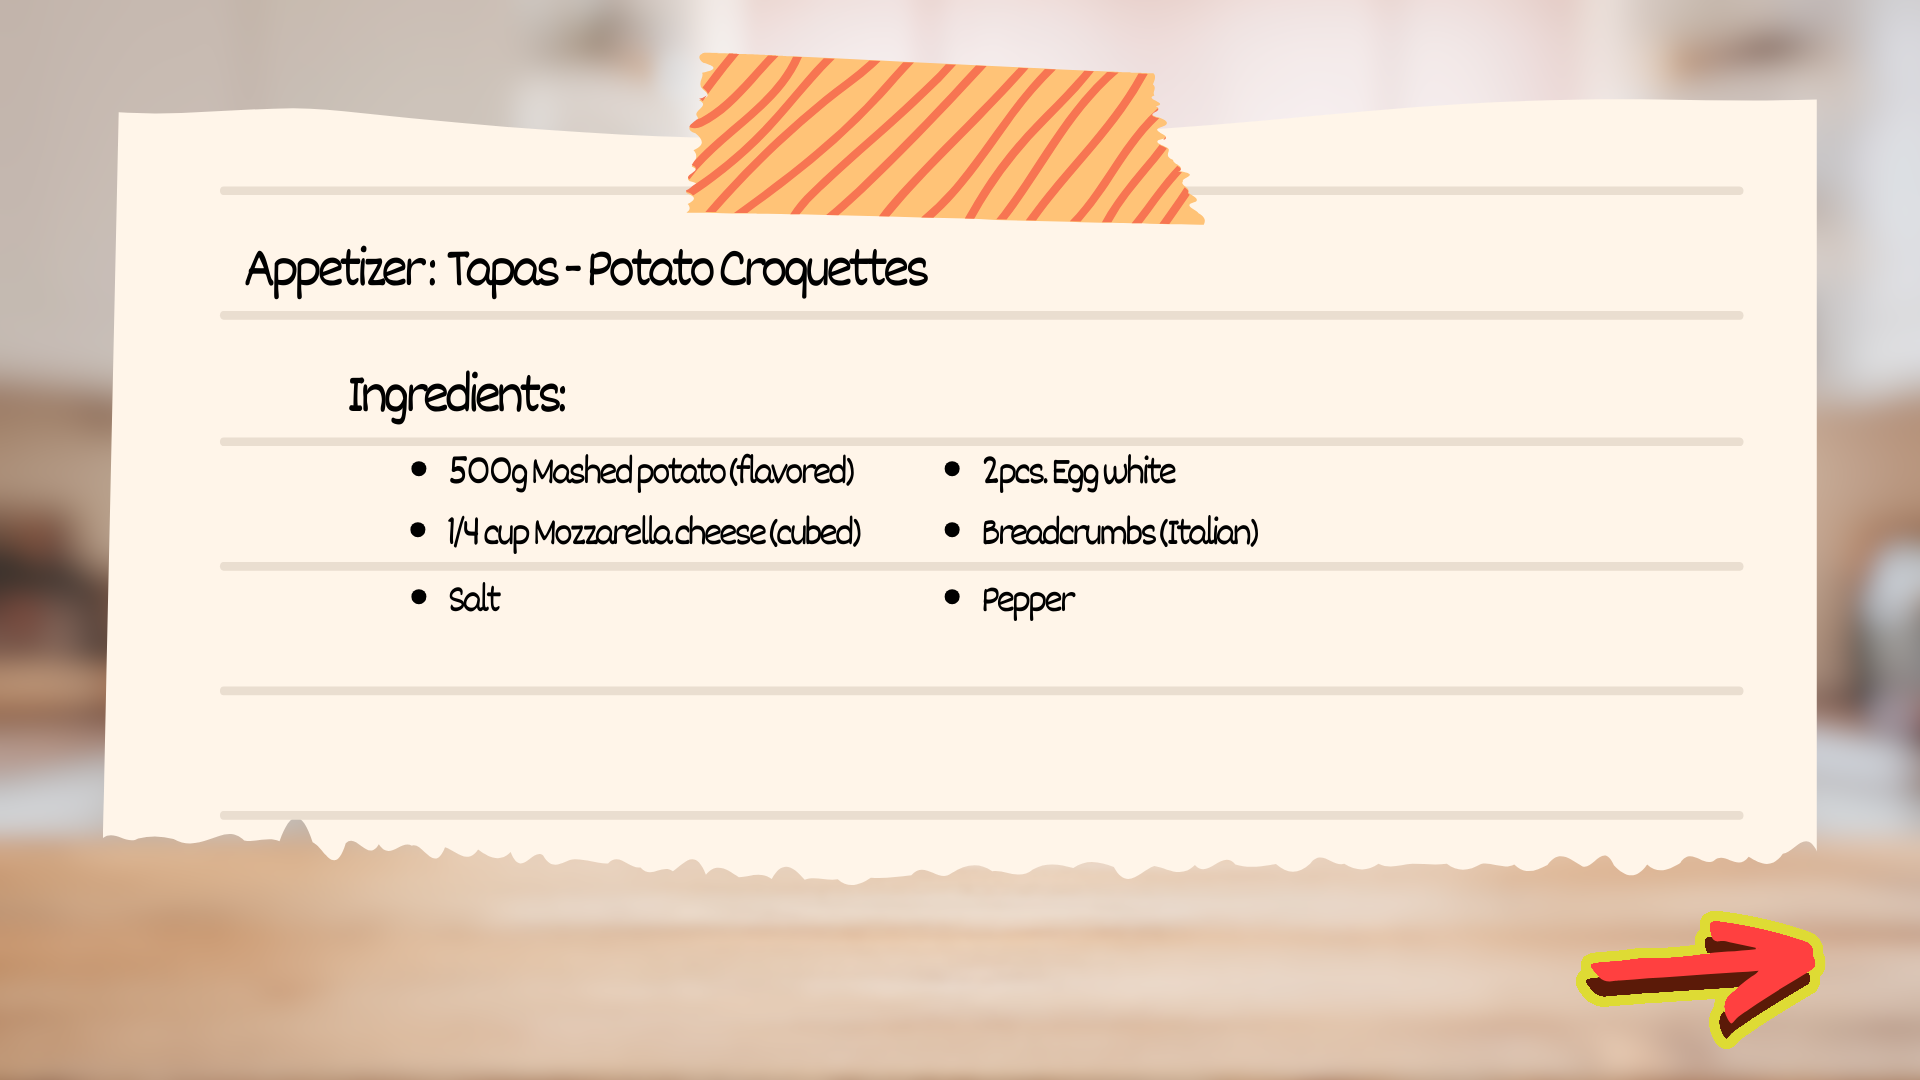 Appetizer: Tapas - Potato Croquettes
Ingredients:
• 500g Mashed potato (flavored)
• 1/4 cup Mozzarella cheese (cubed)
• Salt
• 2pcs. Egg white
• Breadcrumbs (Italian)
• Pepper